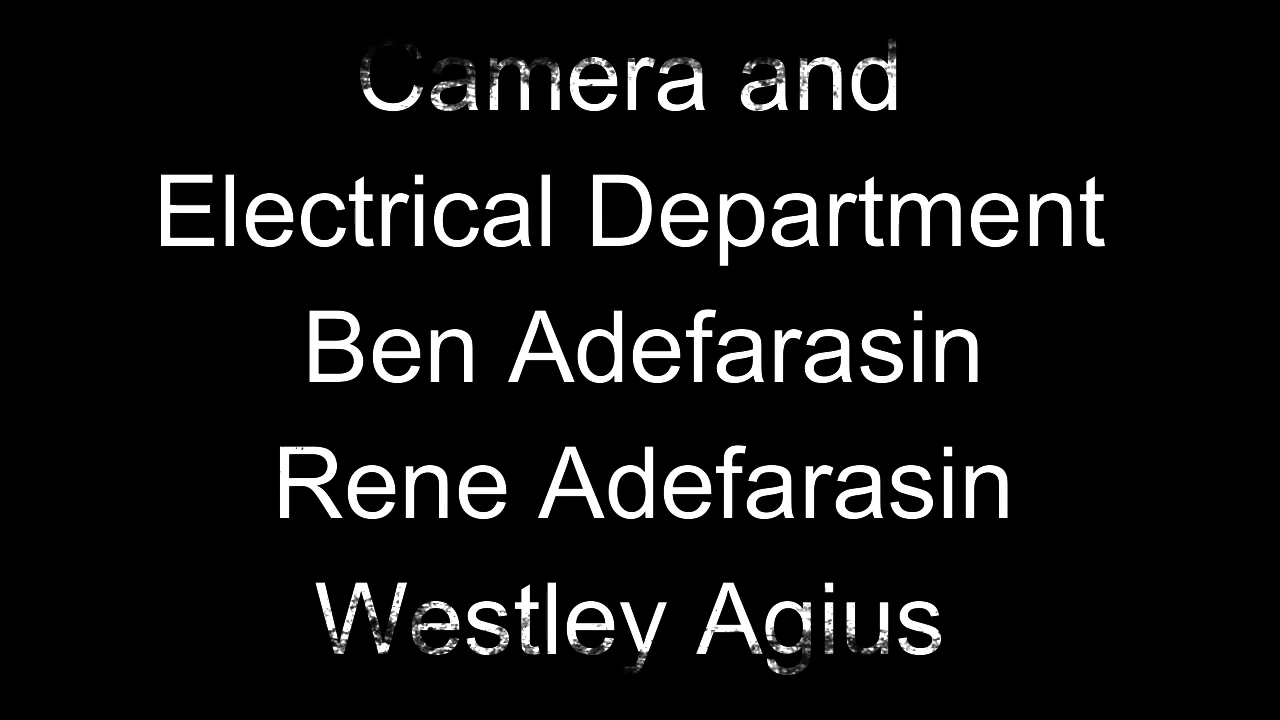 Camera and
Electrical Department
Ben Adefarasin
Rene Adefarasin
Westley Agius